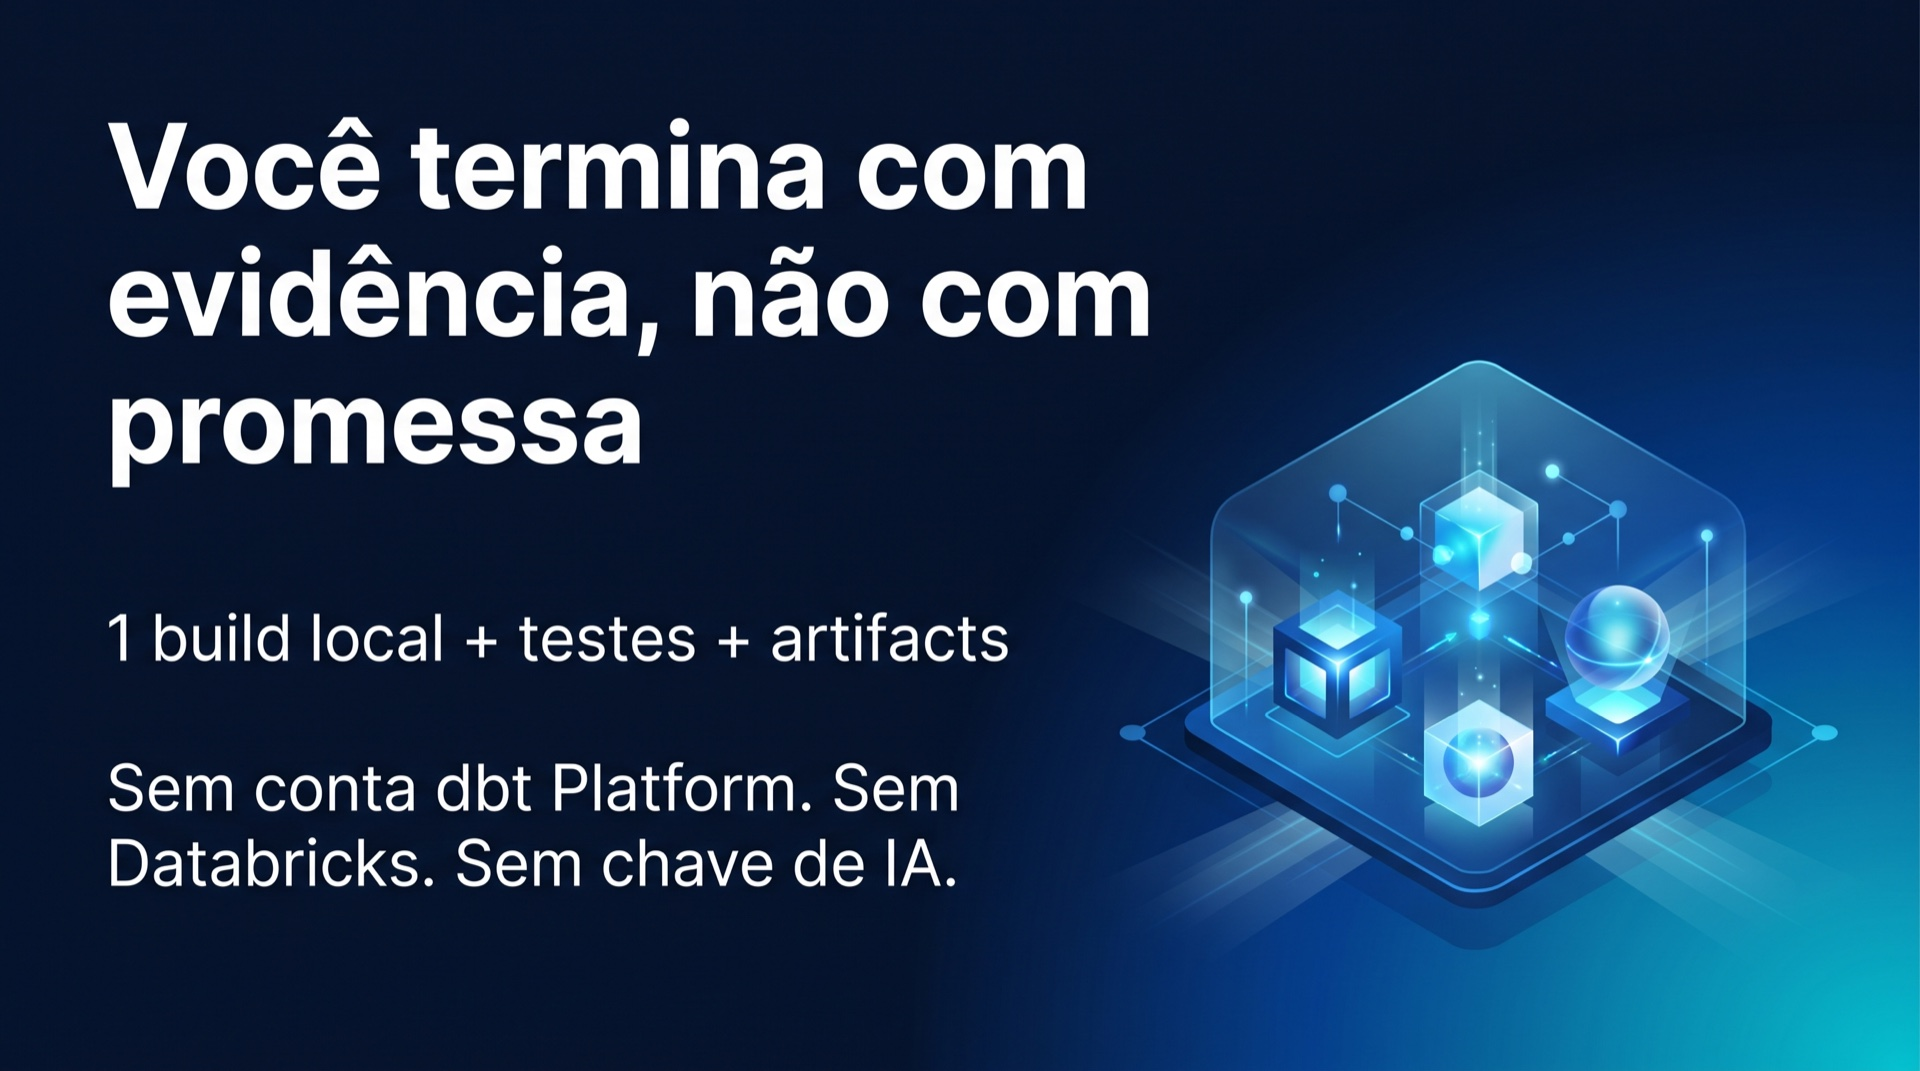 Você termina com
evidência, não com
promessa
1 build local + testes + artifacts
Sem conta dbt Platform. Sem
Databricks. Sem chave de IA.